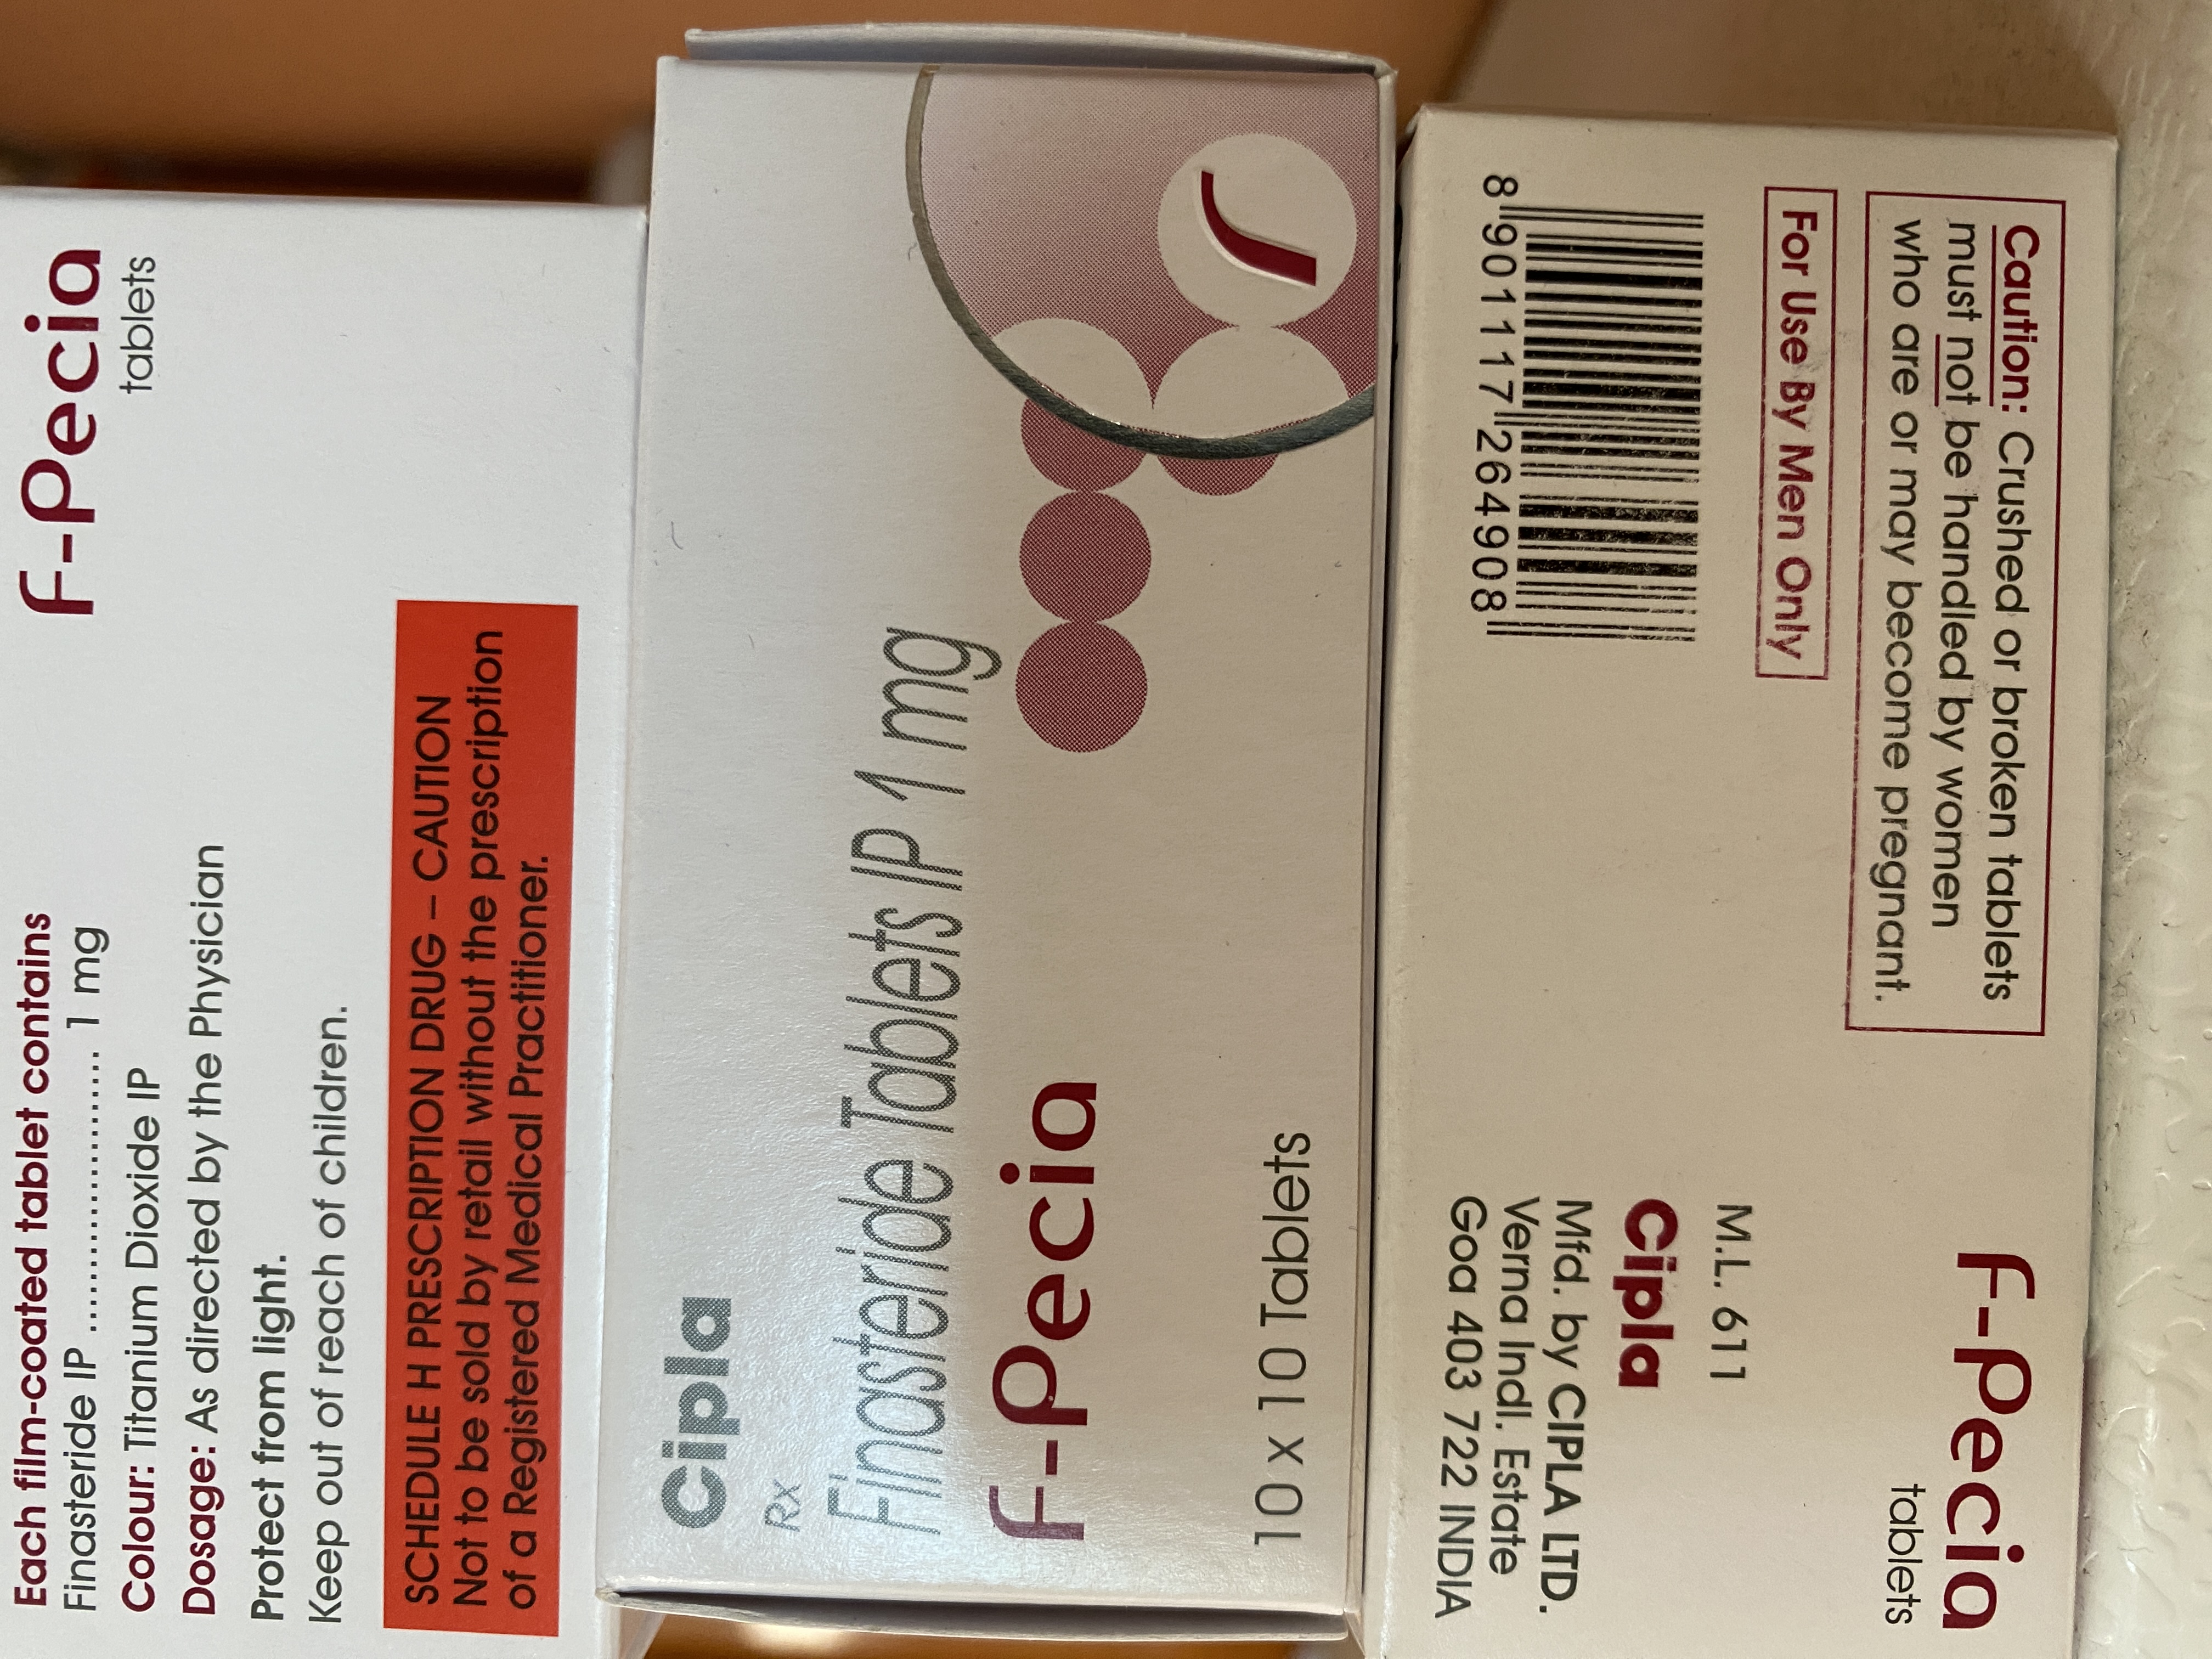 F-Pecia
tablets
Each film-coated tablet contains
Finasteride IP ........................ 1 mg
Colour: Titanium Dioxide IP
Dosage: As directed by the Physician
Protect from light.
Keep out of reach of children.
SCHEDULE H PRESCRIPTION DRUG – CAUTION
Not to be sold by retail without the prescription
of a Registered Medical Practitioner.
Cipla
Rx
Finasteride Tablets IP 1 mg
F-Pecia
10 x 10 Tablets
F-Pecia
tablets
Caution: Crushed or broken tablets
must not be handled by women
who are or may become pregnant.
For Use By Men Only
8 901117 264908
M.L. 611
Cipla
Mfd. by CIPLA LTD.
Verna Indl. Estate
Goa 403 722 INDIA